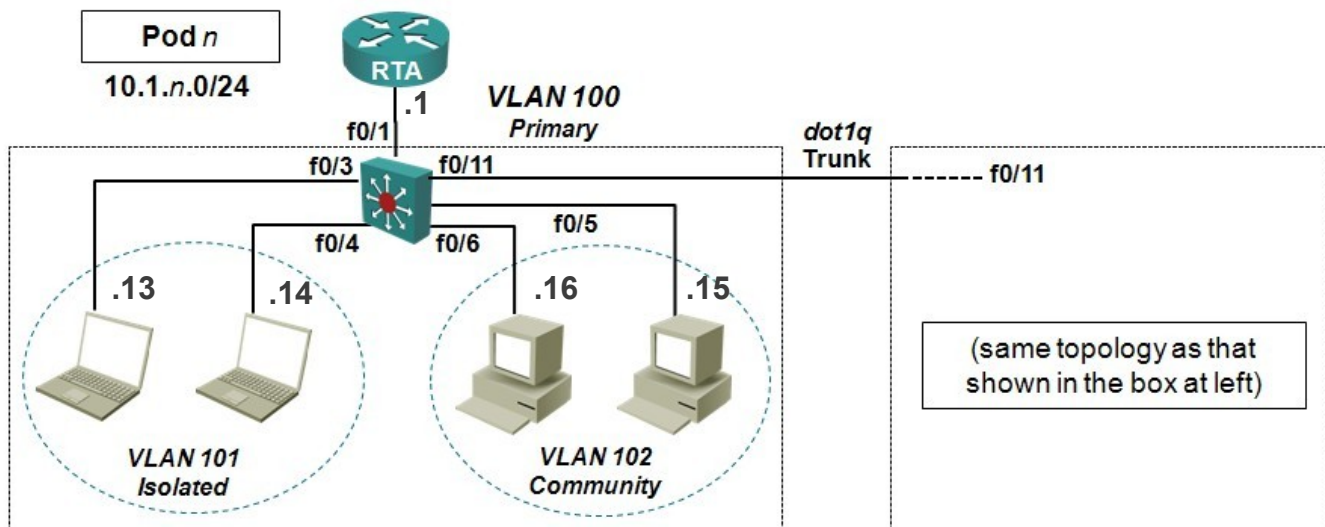 Pod n
10.1.n.0/24
RTA
.1
VLAN 100
Primary
f0/1
dot1q
Trunk
f0/3
f0/11
f0/11
f0/5
f0/4
f0/6
.13
.14
.16
.15
(same topology as that
shown in the box at left)
VLAN 101
Isolated
VLAN 102
Community